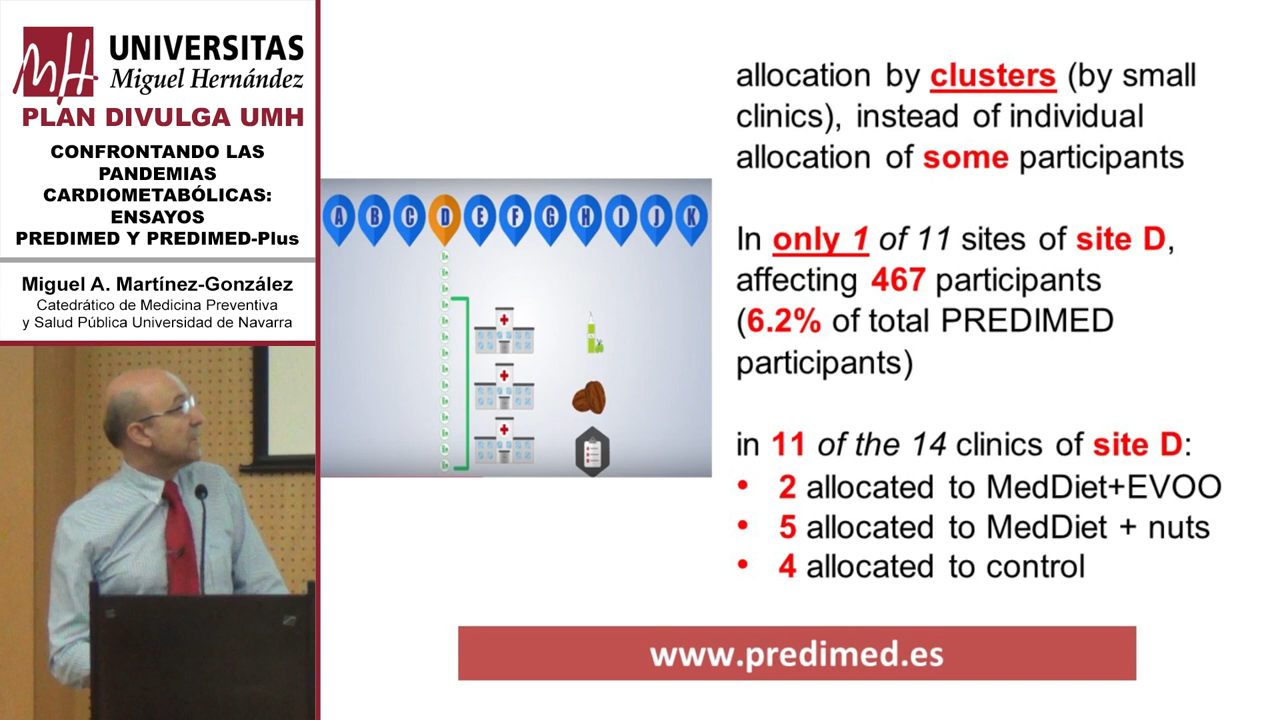 mH UNIVERSITAS
Miguel Hernández
PLAN DIVULGA UMH
CONFRONTANDO LAS
PANDEMIAS
CARDIOMETABÓLICAS:
ENSAYOS
PREDIMED Y PREDIMED-Plus
Miguel A. Martínez-González
Catedrático de Medicina Preventiva
y Salud Pública Universidad de Navarra
A B C D E F G H I J K
allocation by clusters (by small
clinics), instead of individual
allocation of some participants
In only 1 of 11 sites of site D,
affecting 467 participants
(6.2% of total PREDIMED
participants)
in 11 of the 14 clinics of site D:
• 2 allocated to MedDiet+EVOO
• 5 allocated to MedDiet + nuts
• 4 allocated to control
www.predimed.es